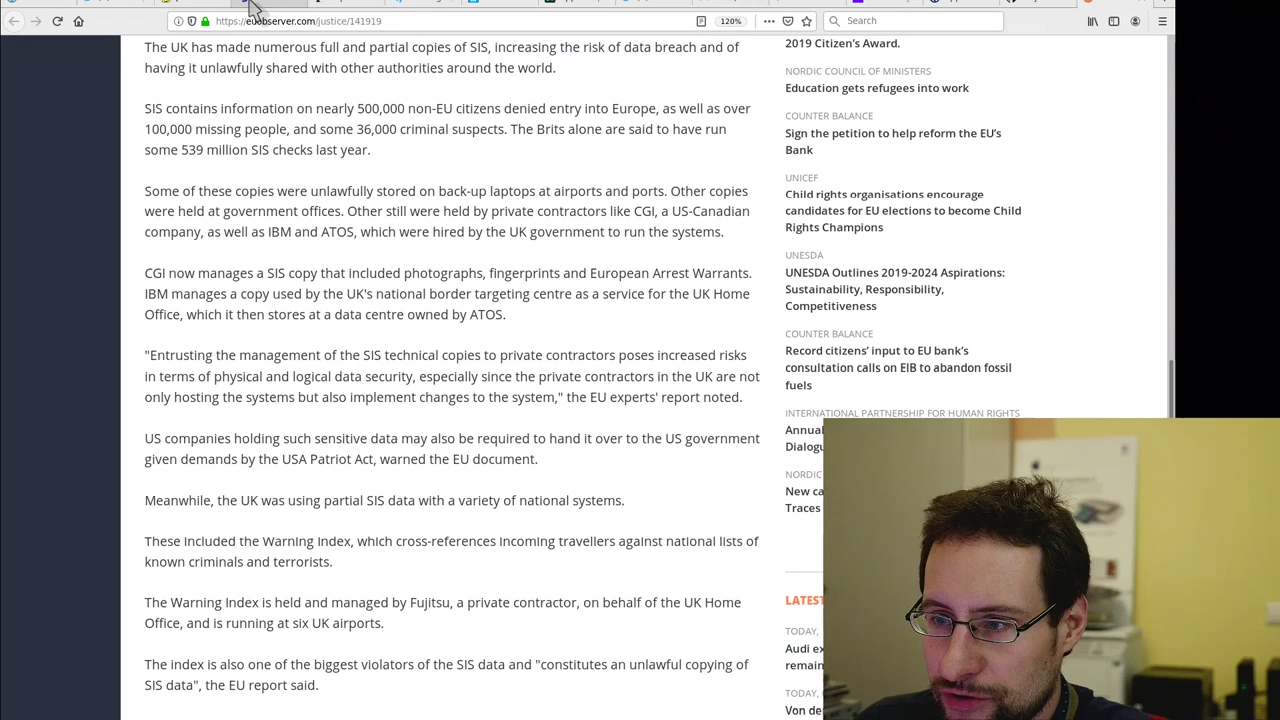 https://euobserver.com/justice/141919
120%
Search
The UK has made numerous full and partial copies of SIS, increasing the risk of data breach and of
having it unlawfully shared with other authorities around the world.
SIS contains information on nearly 500,000 non-EU citizens denied entry into Europe, as well as over
100,000 missing people, and some 36,000 criminal suspects. The Brits alone are said to have run
some 539 million SIS checks last year.
Some of these copies were unlawfully stored on back-up laptops at airports and ports. Other copies
were held at government offices. Other still were held by private contractors like CGI, a US-Canadian
company, as well as IBM and ATOS, which were hired by the UK government to run the systems.
CGI now manages a SIS copy that included photographs, fingerprints and European Arrest Warrants.
IBM manages a copy used by the UK's national border targeting centre as a service for the UK Home
Office, which it then stores at a data centre owned by ATOS.
"Entrusting the management of the SIS technical copies to private contractors poses increased risks
in terms of physical and logical data security, especially since the private contractors in the UK are not
only hosting the systems but also implement changes to the system," the EU experts' report noted.
US companies holding such sensitive data may also be required to hand it over to the US government
given demands by the USA Patriot Act, warned the EU document.
Meanwhile, the UK was using partial SIS data with a variety of national systems.
These included the Warning Index, which cross-references incoming travellers against national lists of
known criminals and terrorists.
The Warning Index is held and managed by Fujitsu, a private contractor, on behalf of the UK Home
Office, and is running at six UK airports.
The index is also one of the biggest violators of the SIS data and "constitutes an unlawful copying of
SIS data", the EU report said.
2019 Citizen's Award.
NORDIC COUNCIL OF MINISTERS
Education gets refugees into work
COUNTER BALANCE
Sign the petition to help reform the EU's
Bank
UNICEF
Child rights organisations encourage
candidates for EU elections to become Child
Rights Champions
UNESDA
UNESDA Outlines 2019-2024 Aspirations:
Sustainability, Responsibility,
Competitiveness
COUNTER BALANCE
Record citizens' input to EU bank's
consultation calls on EIB to abandon fossil
fuels
INTERNATIONAL PARTNERSHIP FOR HUMAN RIGHTS
Annual
Dialog
NORDIC
New ca
Traces
LATEST
TODAY,
Audi ex
remain
TODAY,
Von de